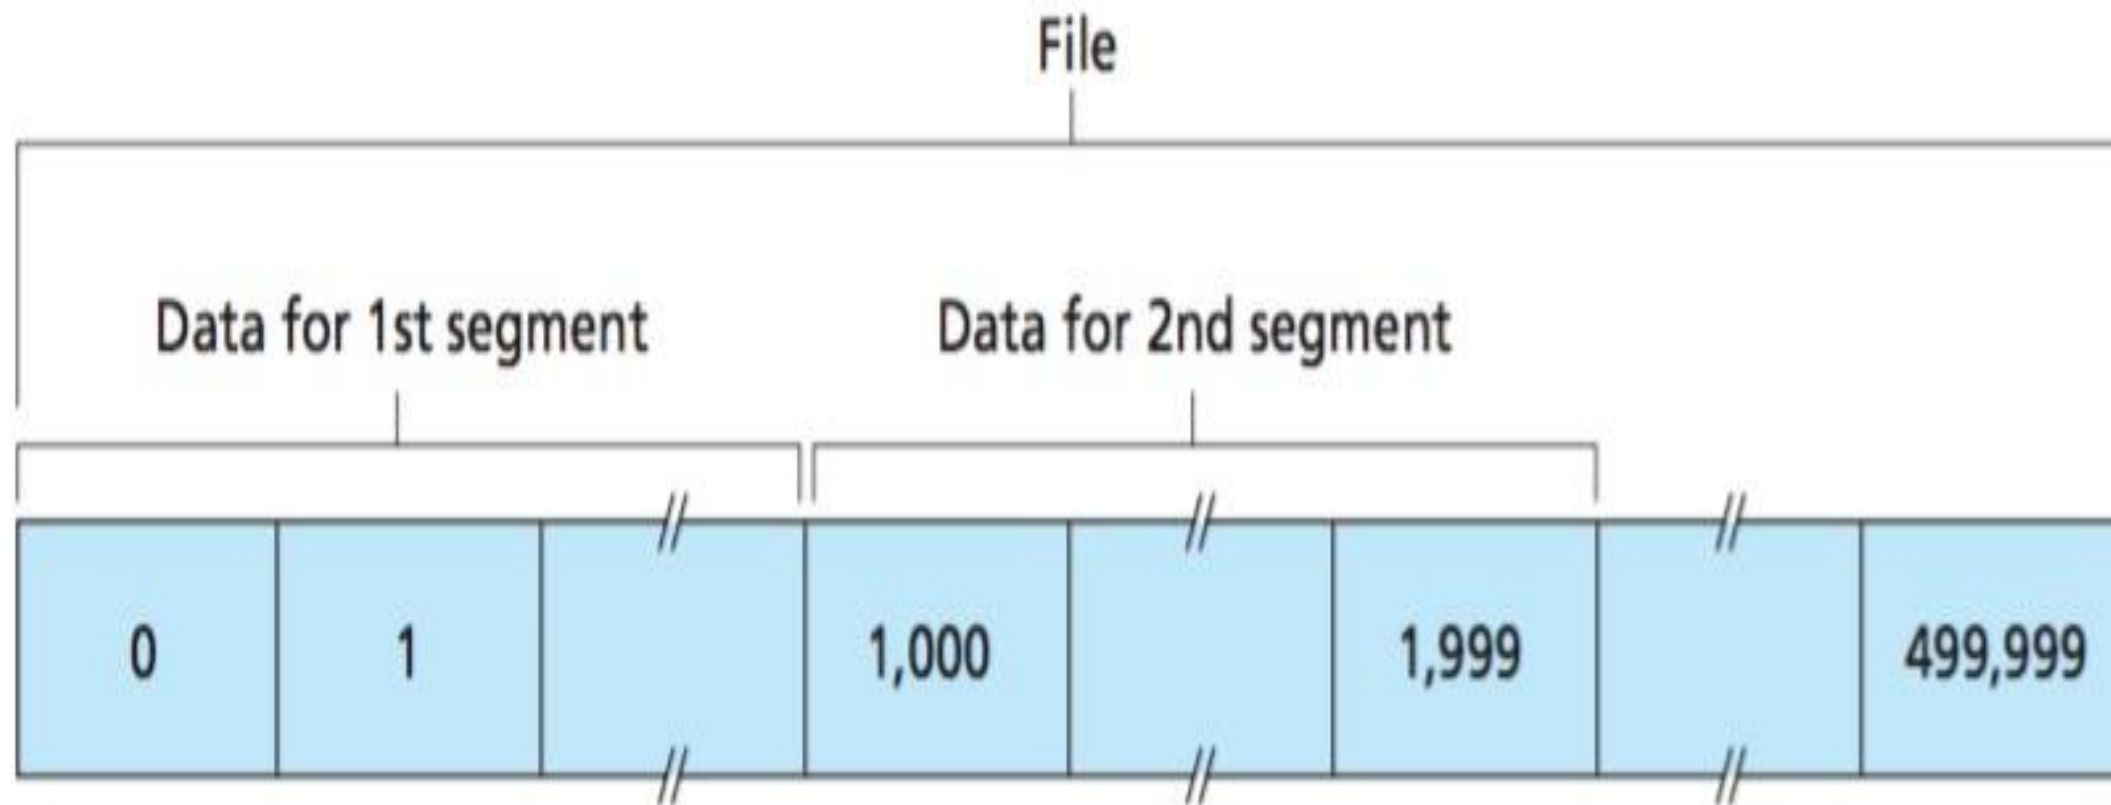 File
Data for 1st segment
Data for 2nd segment
0
1
1,000
1,999
499,999